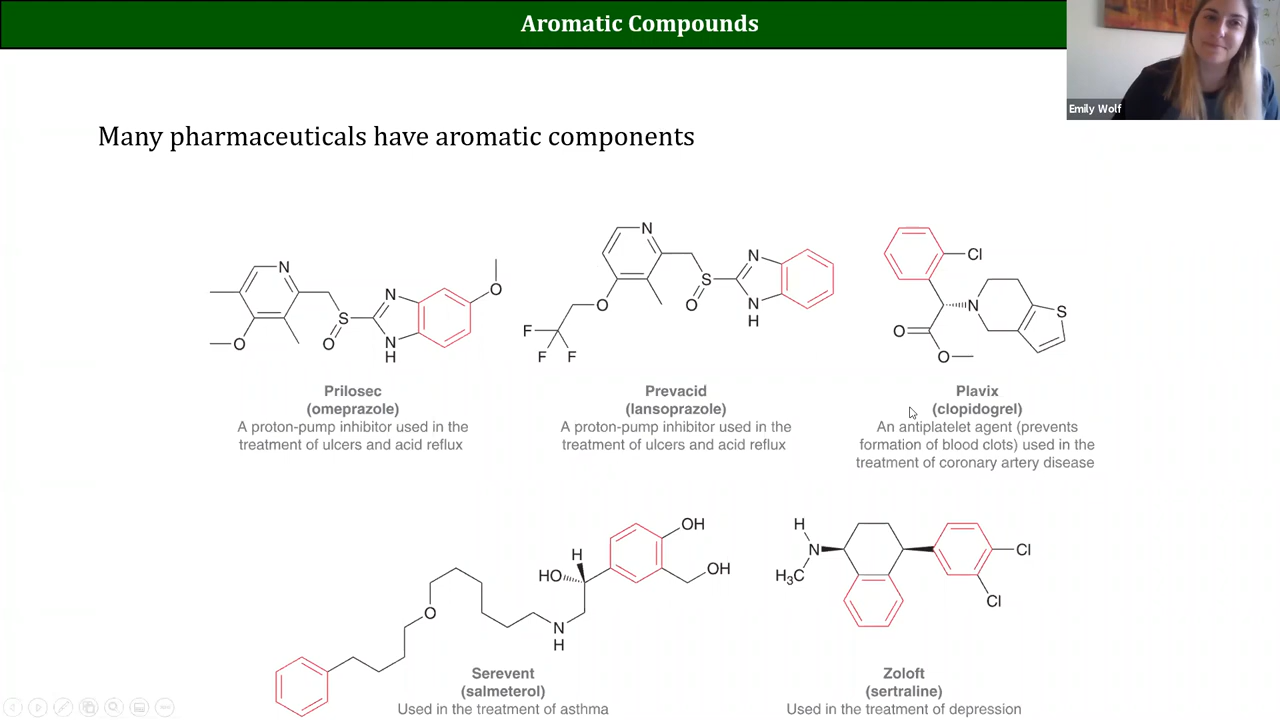 Aromatic Compounds
Emily Wolf
Many pharmaceuticals have aromatic components
N
N
S
O
N
H
O
O
Prilosec
(omeprazole)
A proton-pump inhibitor used in the
treatment of ulcers and acid reflux
N
N
S
O
N
H
O
F
F
F
Prevacid
(lansoprazole)
A proton-pump inhibitor used in the
treatment of ulcers and acid reflux
Cl
N
S
O
O
Plavix
(clopidogrel)
An antiplatelet agent (prevents
formation of blood clots) used in the
treatment of coronary artery disease
OH
H
HO
OH
O
N
H
Serevent
(salmeterol)
Used in the treatment of asthma
H
N
H₃C
Cl
Cl
Zoloft
(sertraline)
Used in the treatment of depression